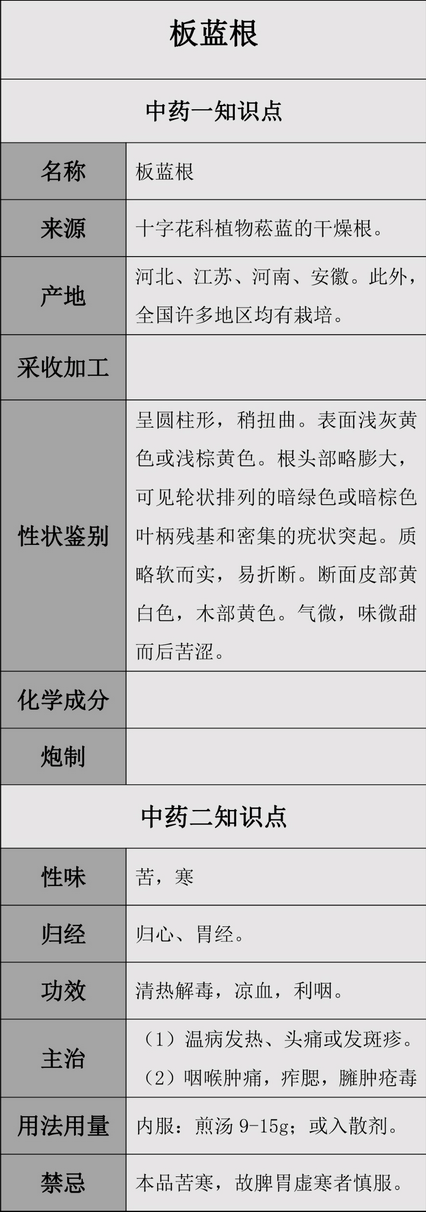 板蓝根
中药一知识点
名称
板蓝根
来源
十字花科植物菘蓝的干燥根。
产地
河北、江苏、河南、安徽。此外，
全国许多地区均有栽培。
采收加工
性状鉴别
呈圆柱形，稍扭曲。表面浅灰黄
色或浅棕黄色。根头部略膨大，
可见轮状排列的暗绿色或暗棕色
叶柄残基和密集的疣状突起。质
略软而实，易折断。断面皮部黄
白色，木部黄色。气微，味微甜
而后苦涩。
化学成分
炮制
中药二知识点
性味
苦，寒
归经
归心、胃经。
功效
清热解毒，凉血，利咽。
主治
（1）温病发热、头痛或发斑疹。
（2）咽喉肿痛，痄腮，臃肿疮毒
用法用量
内服：煎汤 9-15g；或入散剂。
禁忌
本品苦寒，故脾胃虚寒者慎服。